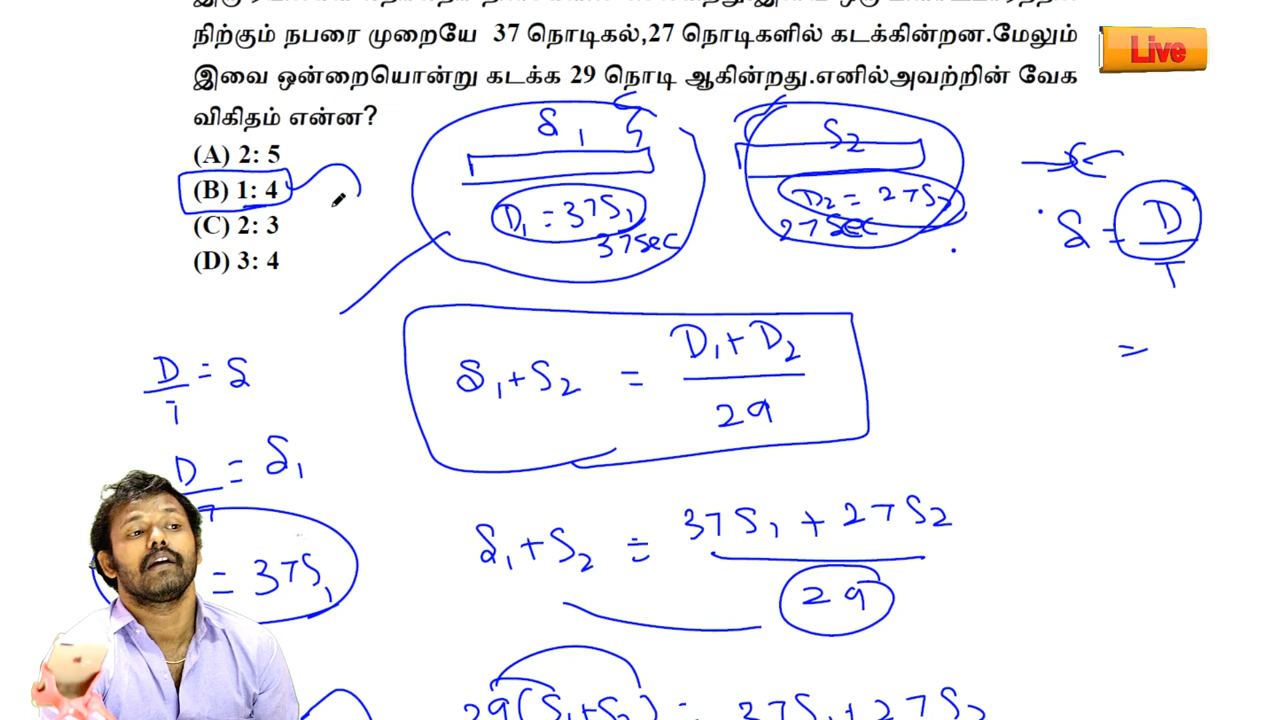 நிற்கும் நபரை முறையே 37 நொடிகல்,27 நொடிகளில் கடக்கின்றன.மேலும்
இவை ஒன்றையொன்று கடக்க 29 நொடி ஆகின்றது.எனில்அவற்றின் வேக
விகிதம் என்ன?
Live
(A) 2: 5
(B) 1: 4
(C) 2: 3
(D) 3: 4
S1
D1 = 37S1
37sec
S2
D2 = 27S2
27sec
S = D/T
=
D/T = S
D/T = S1
= 37S1
S1+S2 = D1+D2/29
S1+S2 = 37S1+27S2/29
29(S1+S2) = 37S1+27S2